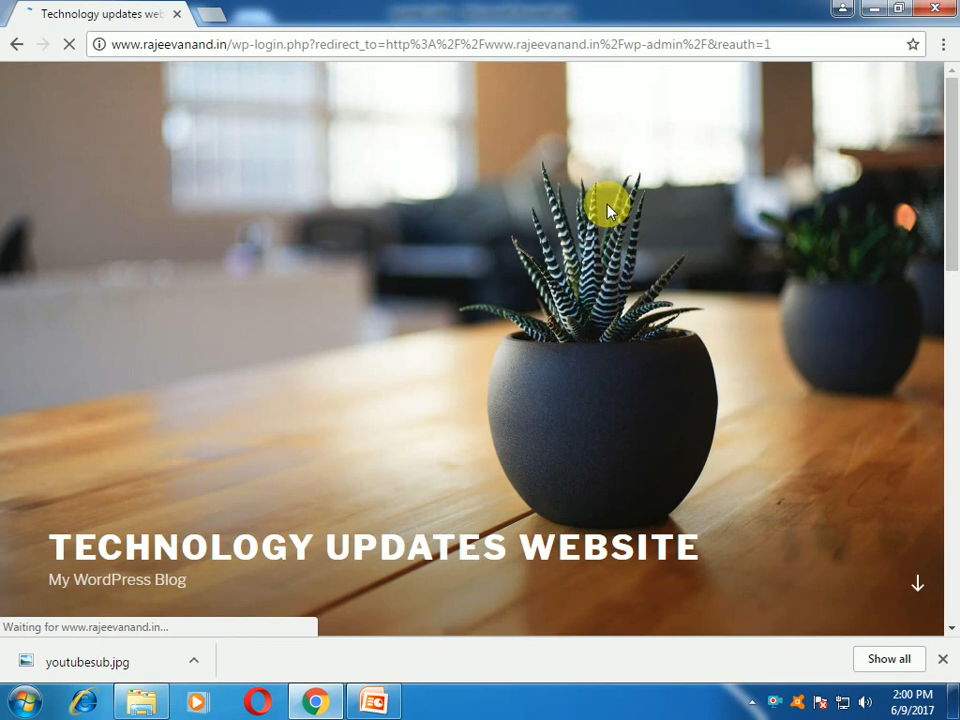 Technology updates web
www.rajeevanand.in/wp-login.php?redirect_to=http%3A%2F%2Fwww.rajeevanand.in%2Fwp-admin%2F&reauth=1
TECHNOLOGY UPDATES WEBSITE
My WordPress Blog
Waiting for www.rajeevanand.in...
youtubesub.jpg
Show all
2:00 PM
6/9/2017